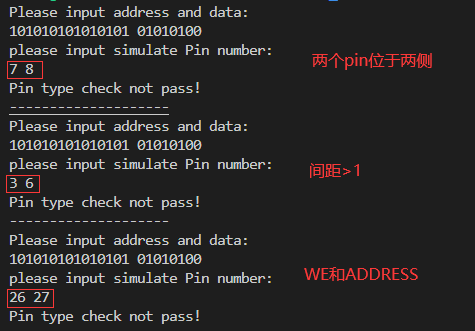 Please input address and data:
101010101010101 01010100
please input simulate Pin number:
7 8
两个pin位于两侧
Pin type check not pass!
--------------------
Please input address and data:
101010101010101 01010100
please input simulate Pin number:
3 6
间距>1
Pin type check not pass!
--------------------
Please input address and data:
101010101010101 01010100
please input simulate Pin number:
WE和ADDRESS
26 27
Pin type check not pass!